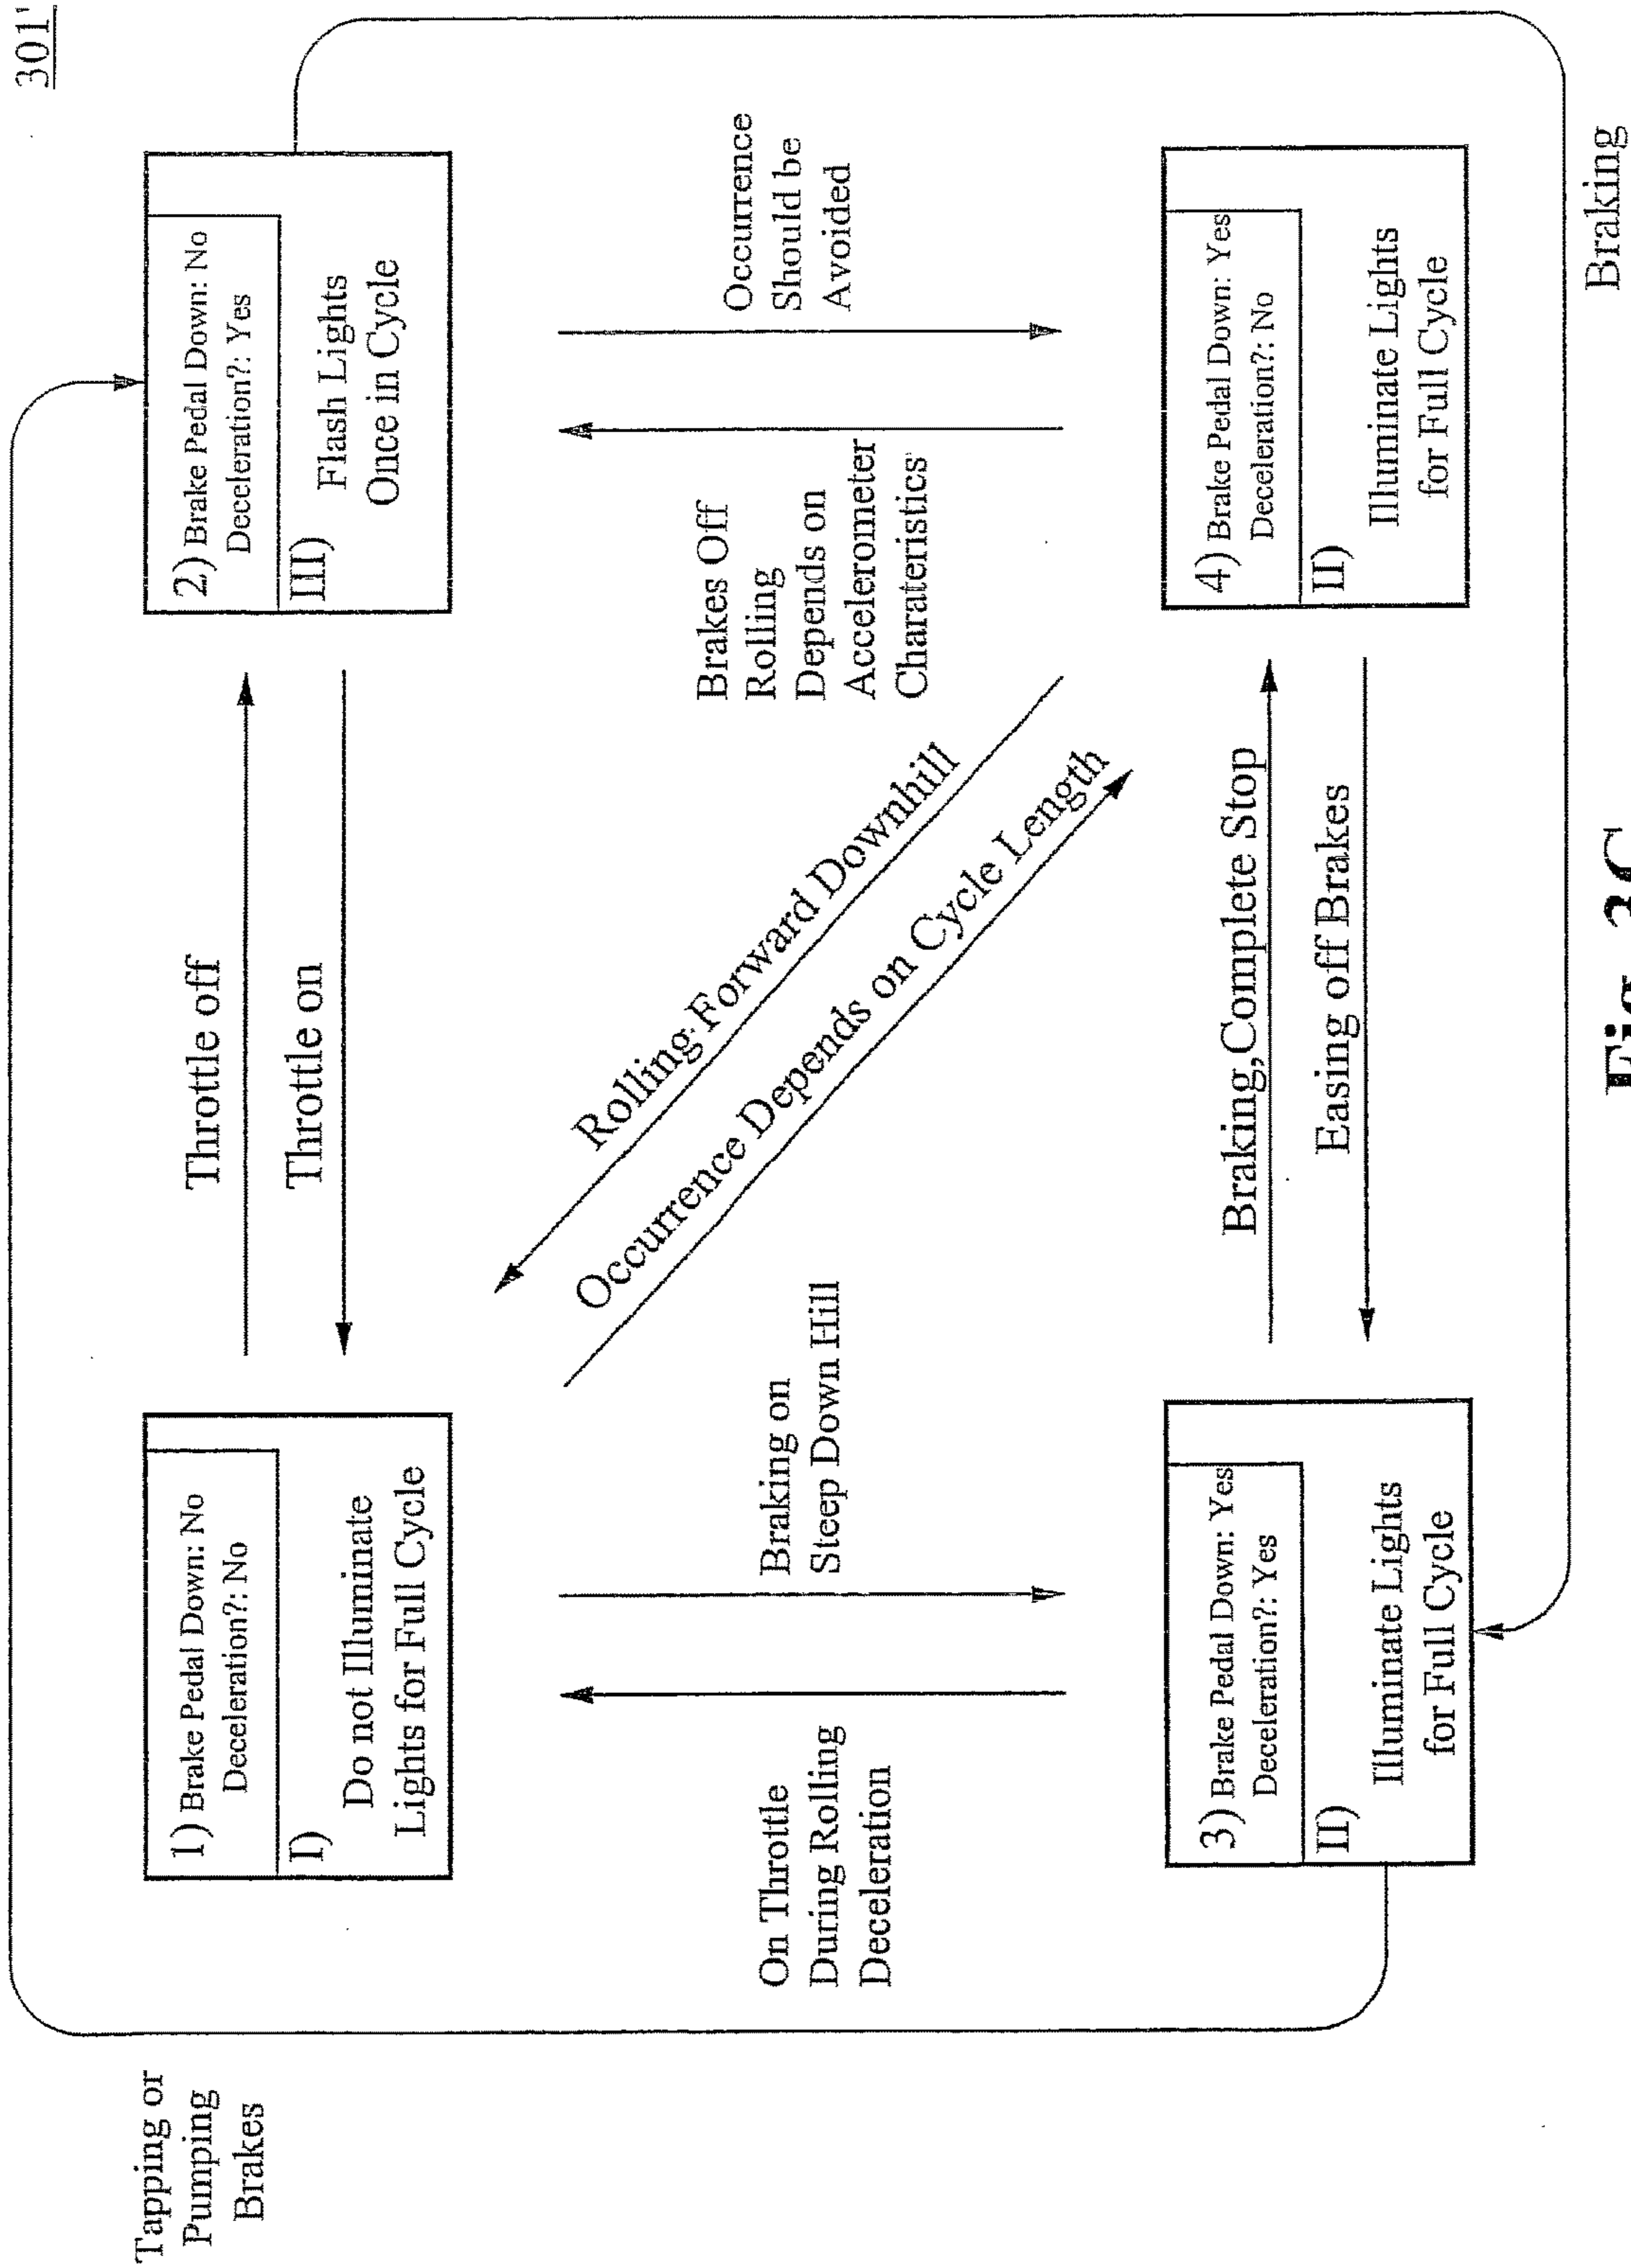 301'
Tapping or
Pumping
Brakes
1) Brake Pedal Down: No
Deceleration?: No
I)
Do not Illuminate
Lights for Full Cycle
Throttle off
Throttle on
2) Brake Pedal Down: No
Deceleration?: Yes
III)
Flash Lights
Once in Cycle
On Throttle
During Rolling
Deceleration
Braking on
Steep Down Hill
Rolling Forward Downhill
Occurrence Depends on Cycle Length
Brakes Off
Rolling
Depends on
Accelerometer
Charateristics
Occurrence
Should be
Avoided
3) Brake Pedal Down: Yes
Deceleration?: Yes
II)
Illuminate Lights
for Full Cycle
Braking, Complete Stop
Easing off Brakes
4) Brake Pedal Down: Yes
Deceleration?: No
II)
Illuminate Lights
for Full Cycle
Braking
Fig. 3C